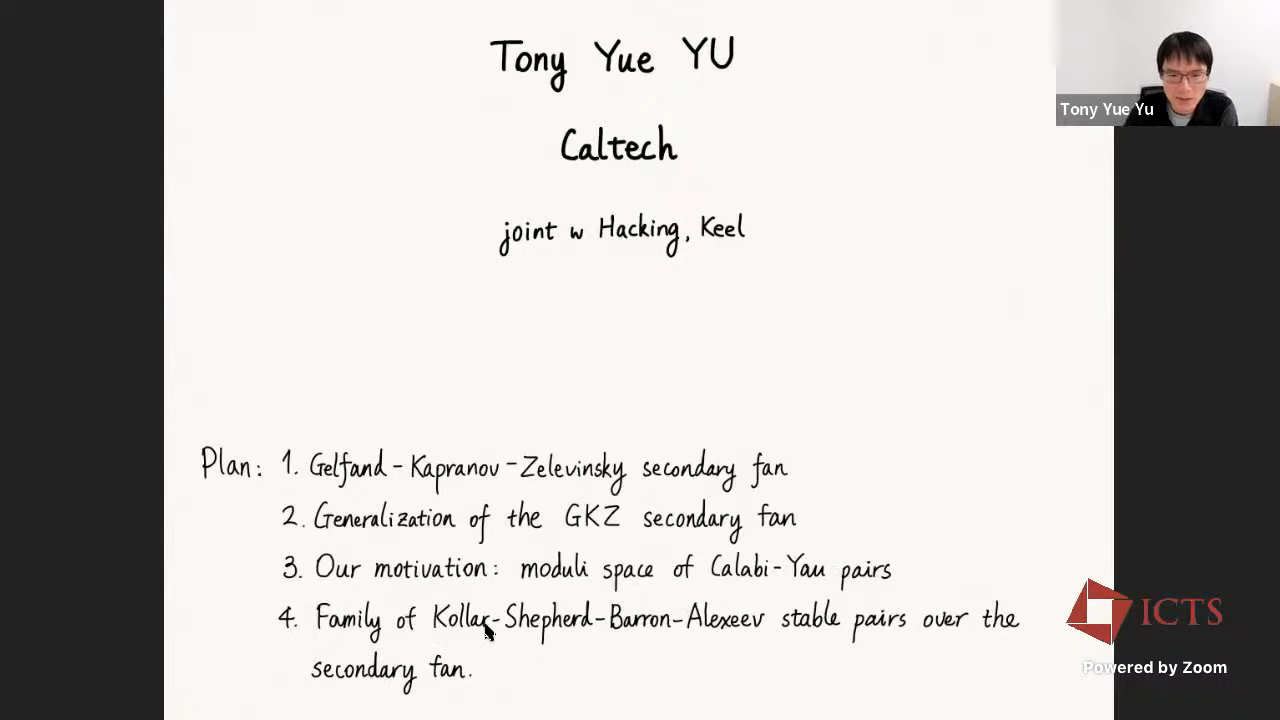 Tony Yue YU
Caltech
joint w Hacking, Keel
Plan: 1. Gelfand-Kapranov-Zelevinsky secondary fan
2. Generalization of the GKZ secondary fan
3. Our motivation: moduli space of Calabi-Yau pairs
4. Family of Kollar-Shepherd-Barron-Alexeev stable pairs over the
secondary fan.
Tony Yue Yu
ICTS
Powered by Zoom